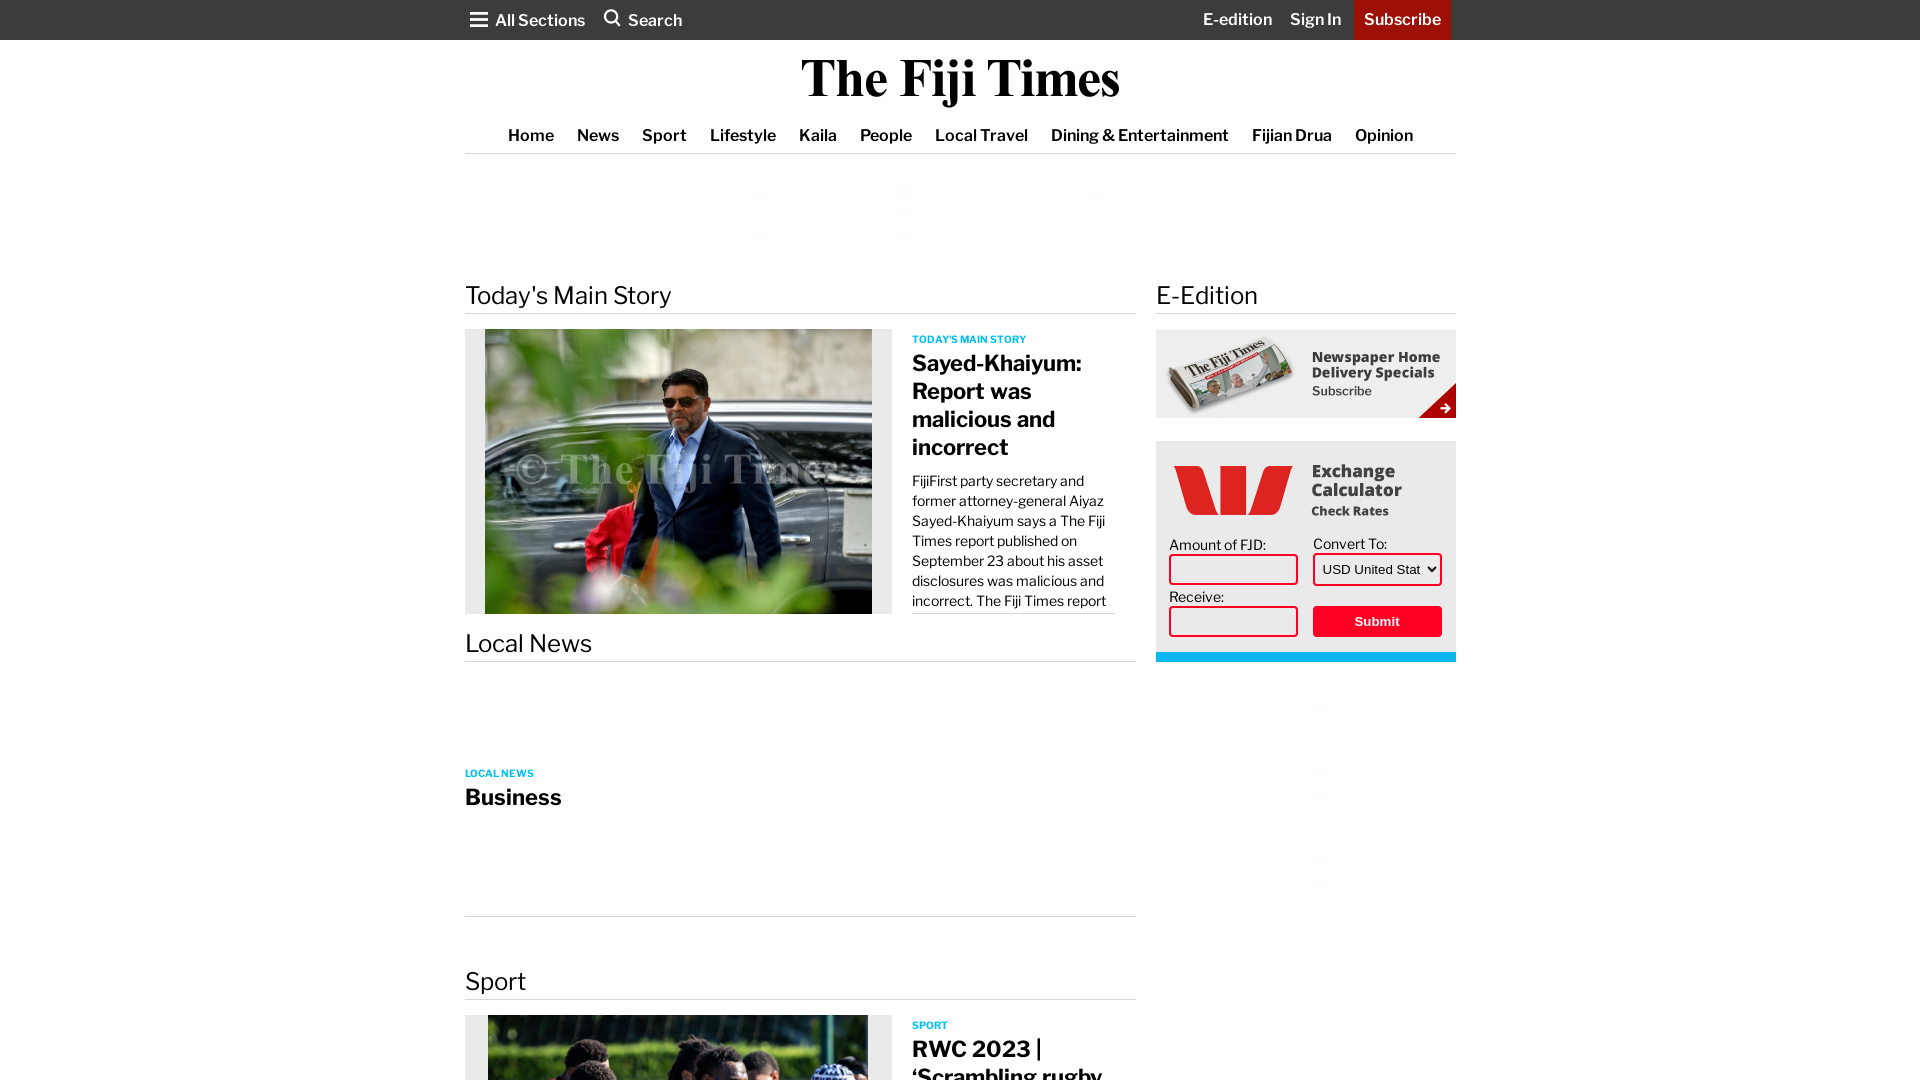 All Sections
Search
E-edition
Sign In
Subscribe
The Fiji Times
Home
News
Sport
Lifestyle
Kaila
People
Local Travel
Dining & Entertainment
Fijian Drua
Opinion
Today's Main Story
© The Fiji Times
TODAY'S MAIN STORY
Sayed-Khaiyum:
Report was
malicious and
incorrect
FijiFirst party secretary and
former attorney-general Aiyaz
Sayed-Khaiyum says a The Fiji
Times report published on
September 23 about his asset
disclosures was malicious and
incorrect. The Fiji Times report
E-Edition
The Fiji Times
Newspaper Home
Delivery Specials
Subscribe
Exchange
Calculator
Check Rates
Amount of FJD:
Convert To:
USD United Stat
Receive:
Submit
Local News
LOCAL NEWS
Business
Sport
SPORT
RWC 2023 |
‘Scrambling rugby